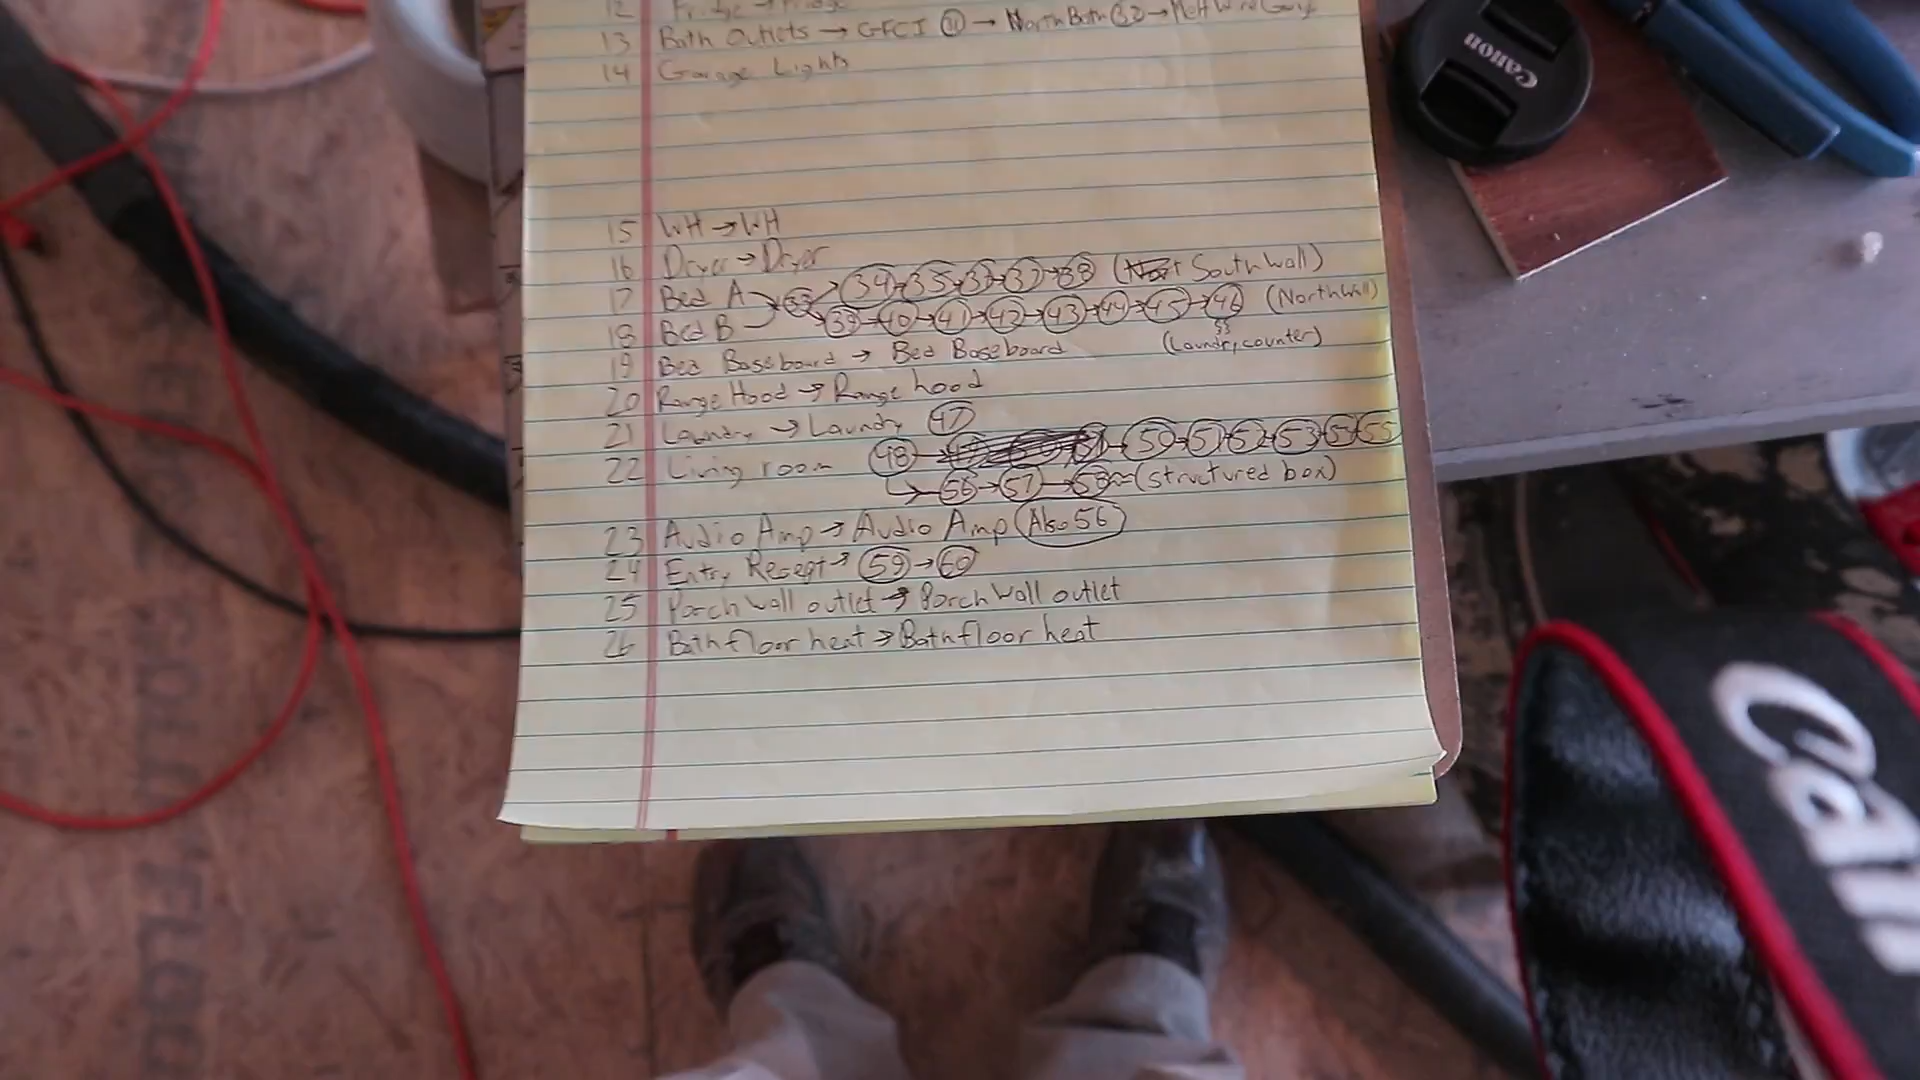 12 Fridge → Fridge
13 Bath Outlets → GFCI 31 → North Bath 32 →
14 Garage Lights
15 WH → WH
16 Dryer → Dryer
17 Bed A → 33 → 34 → 35 → 36 → 37 → 38 (South Wall)
18 Bed B → 39 → 40 → 41 → 42 → 43 → 44 → 45 → 46 (North Wall)
19 Bed Baseboard → Bed Baseboard (Laundry counter)
20 Range Hood → Range hood
21 Laundry → Laundry 47
22 Living room 48 → 50 → 51 → 52 → 53 → 54 → 55
↳ 56 → 57 → 58 (structured box)
23 Audio Amp → Audio Amp (Also 56)
24 Entry Recept → 59 → 60
25 Porch wall outlet → Porch Wall outlet
26 Bath floor heat → Bath floor heat
Canon
Can